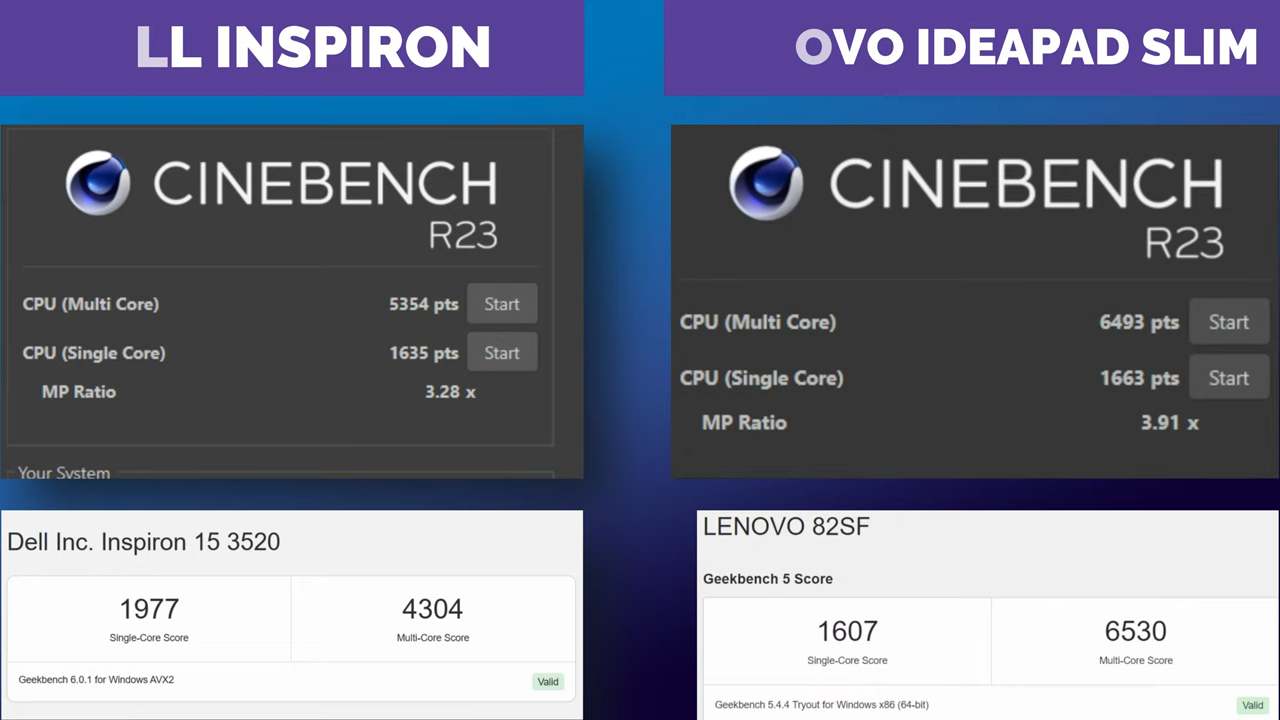 LL INSPIRON
CINEBENCH
R23
CPU (Multi Core) 5354 pts Start
CPU (Single Core) 1635 pts Start
MP Ratio 3.28 x
Your System
Dell Inc. Inspiron 15 3520
1977 4304
Single-Core Score Multi-Core Score
Geekbench 6.0.1 for Windows AVX2 Valid
OVO IDEAPAD SLIM
CINEBENCH
R23
CPU (Multi Core) 6493 pts Start
CPU (Single Core) 1663 pts Start
MP Ratio 3.91 x
LENOVO 82SF
Geekbench 5 Score
1607 6530
Single-Core Score Multi-Core Score
Geekbench 5.4.4 Tryout for Windows x86 (64-bit) Valid